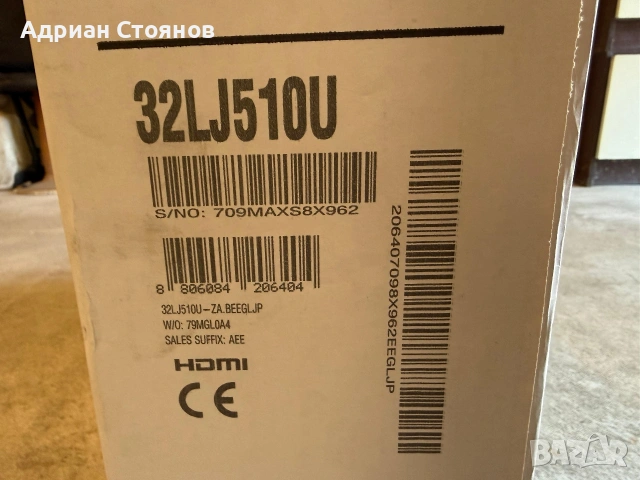 Адриан Стоянов
32LJ510U
S/NO: 709MAXS8X962
8 806084 206404
32LJ510U-ZA.BEEGLJP
W/O: 79MGL0A4
SALES SUFFIX: AEE
HDMI
CE
206407098X962EEGLJP
BAZAR